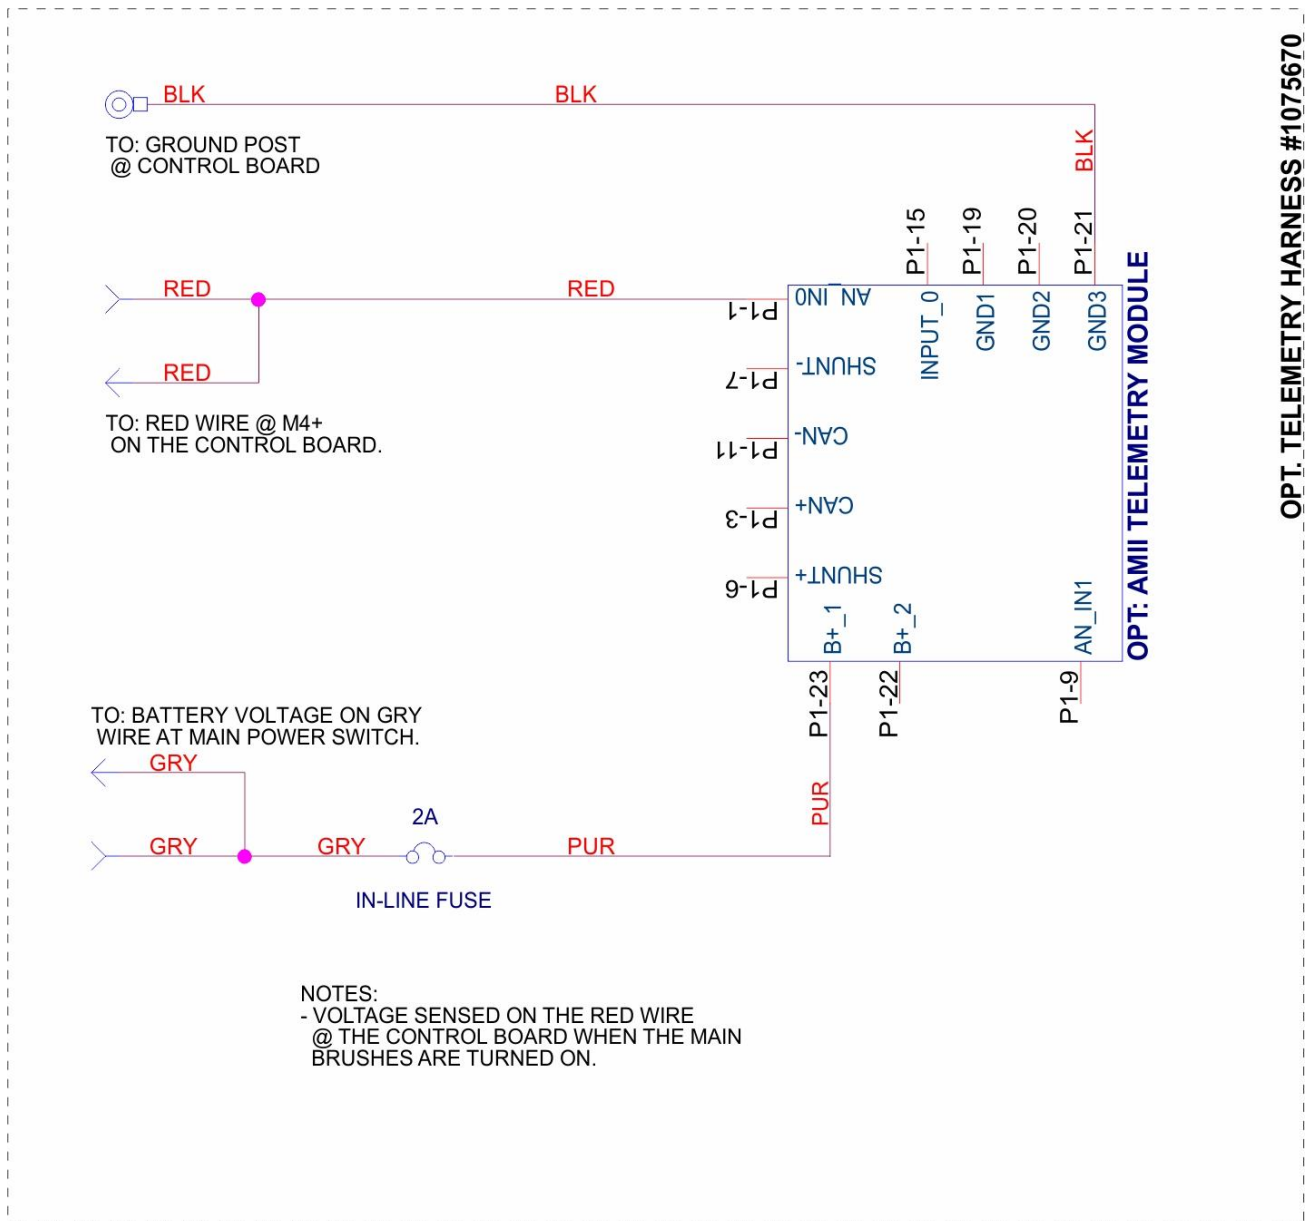 BLK
BLK
TO: GROUND POST
@ CONTROL BOARD
BLK
OPT. TELEMETRY HARNESS #1075670
P1-15
P1-19
P1-20
P1-21
RED
RED
RED
TO: RED WIRE @ M4+
ON THE CONTROL BOARD.
P1-1
AN_IN0
INPUT_0
GND1
GND2
GND3
P1-7
SHUNT-
P1-11
CAN-
P1-3
CAN+
P1-6
SHUNT+
B+_1
B+_2
AN_IN1
OPT: AMII TELEMETRY MODULE
P1-23
P1-22
P1-9
TO: BATTERY VOLTAGE ON GRY
WIRE AT MAIN POWER SWITCH.
GRY
GRY
GRY
2A
IN-LINE FUSE
PUR
PUR
NOTES:
- VOLTAGE SENSED ON THE RED WIRE
@ THE CONTROL BOARD WHEN THE MAIN
BRUSHES ARE TURNED ON.